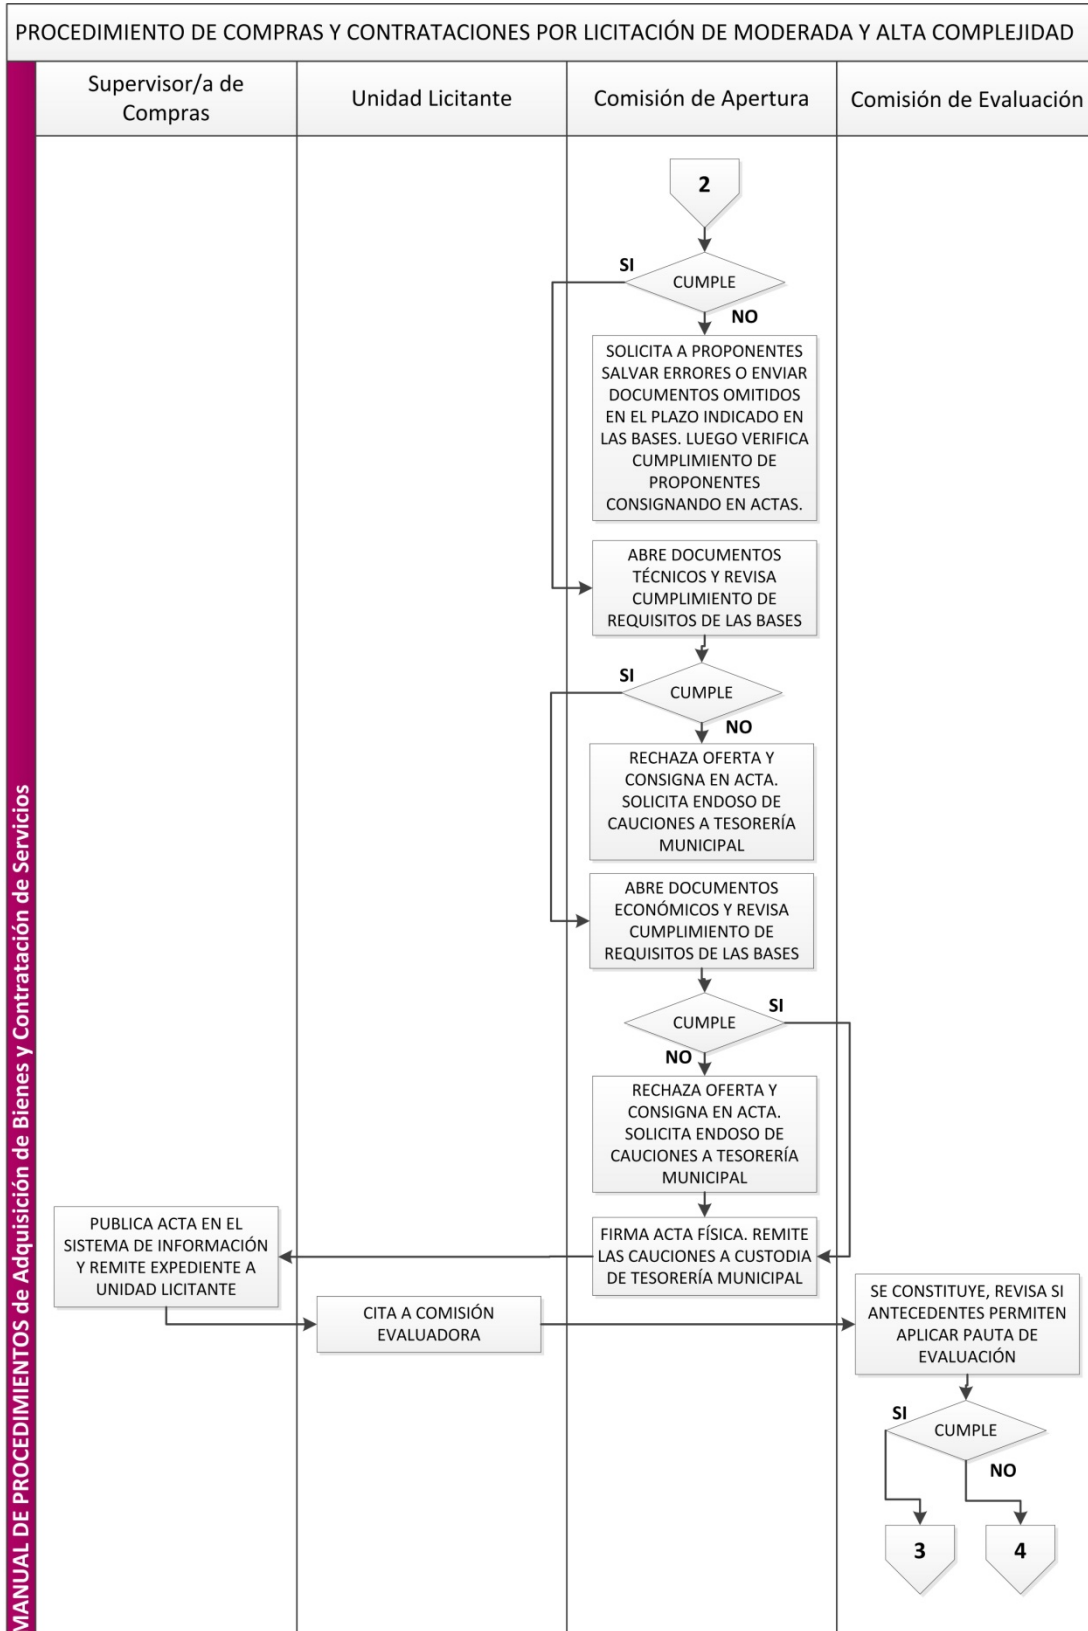 PROCEDIMIENTO DE COMPRAS Y CONTRATACIONES POR LICITACIÓN DE MODERADA Y ALTA COMPLEJIDAD
MANUAL DE PROCEDIMIENTOS de Adquisición de Bienes y Contratación de Servicios
Supervisor/a de
Compras
Unidad Licitante
Comisión de Apertura
Comisión de Evaluación
2
SI
CUMPLE
NO
SOLICITA A PROPONENTES
SALVAR ERRORES O ENVIAR
DOCUMENTOS OMITIDOS
EN EL PLAZO INDICADO EN
LAS BASES. LUEGO VERIFICA
CUMPLIMIENTO DE
PROPONENTES
CONSIGNANDO EN ACTAS.
ABRE DOCUMENTOS
TÉCNICOS Y REVISA
CUMPLIMIENTO DE
REQUISITOS DE LAS BASES
SI
CUMPLE
NO
RECHAZA OFERTA Y
CONSIGNA EN ACTA.
SOLICITA ENDOSO DE
CAUCIONES A TESORERÍA
MUNICIPAL
ABRE DOCUMENTOS
ECONÓMICOS Y REVISA
CUMPLIMIENTO DE
REQUISITOS DE LAS BASES
SI
CUMPLE
NO
RECHAZA OFERTA Y
CONSIGNA EN ACTA.
SOLICITA ENDOSO DE
CAUCIONES A TESORERÍA
MUNICIPAL
FIRMA ACTA FÍSICA. REMITE
LAS CAUCIONES A CUSTODIA
DE TESORERÍA MUNICIPAL
PUBLICA ACTA EN EL
SISTEMA DE INFORMACIÓN
Y REMITE EXPEDIENTE A
UNIDAD LICITANTE
CITA A COMISIÓN
EVALUADORA
SE CONSTITUYE, REVISA SI
ANTECEDENTES PERMITEN
APLICAR PAUTA DE
EVALUACIÓN
SI
CUMPLE
NO
3
4